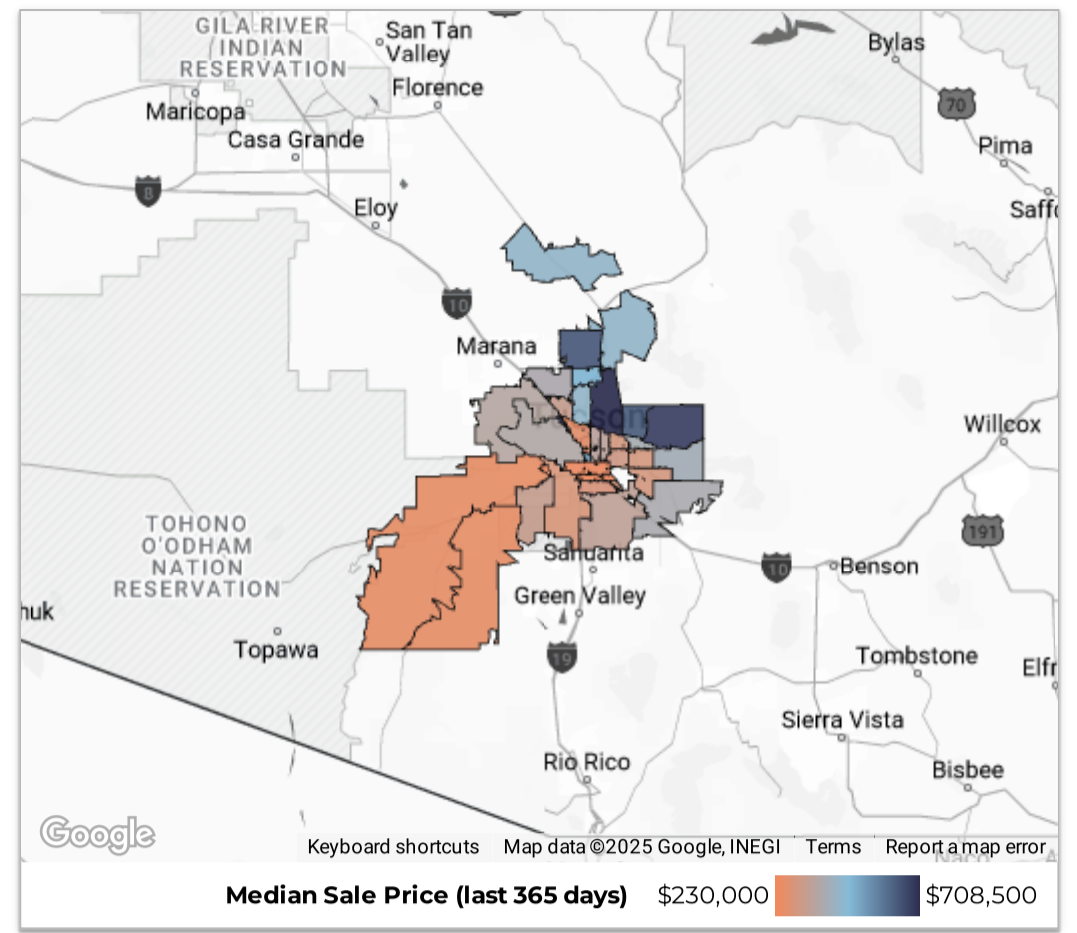 GILA RIVER
INDIAN
RESERVATION
San Tan
Valley
Bylas
Florence
70
Maricopa
Casa Grande
Pima
8
Eloy
10
Marana
Tucson
Willcox
TOHONO
O'ODHAM
NATION
RESERVATION
191
Sahuarita
10
Benson
Green Valley
Topawa
19
Tombstone
Sierra Vista
Rio Rico
Bisbee
Google
Keyboard shortcuts
Map data ©2025 Google, INEGI
Terms
Report a map error
Naco
Median Sale Price (last 365 days)
$230,000
$708,500